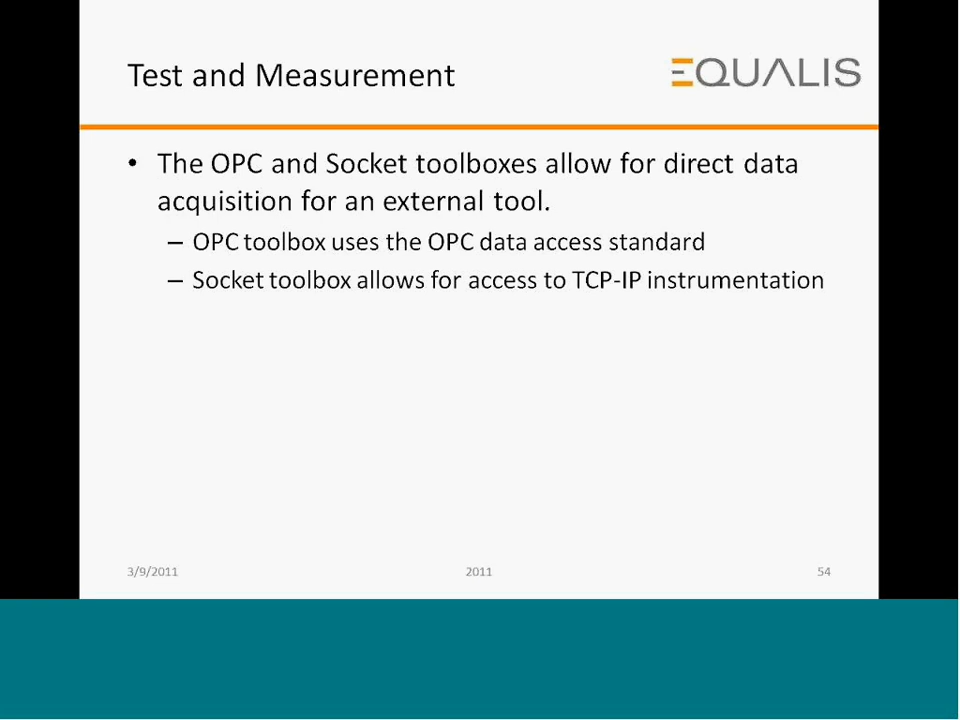 Test and Measurement
EQUALIS
• The OPC and Socket toolboxes allow for direct data
acquisition for an external tool.
– OPC toolbox uses the OPC data access standard
– Socket toolbox allows for access to TCP-IP instrumentation
3/9/2011
2011
54